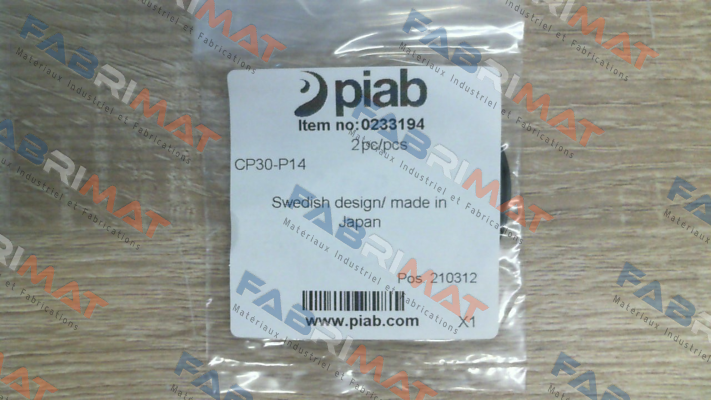 piab
Item no:0233194
2pc/pcs
CP30-P14
Swedish design/ made in
Japan
Pos 210312
www.piab.com
X1
FABRIMAT
Matériaux Industriel et Fabrications